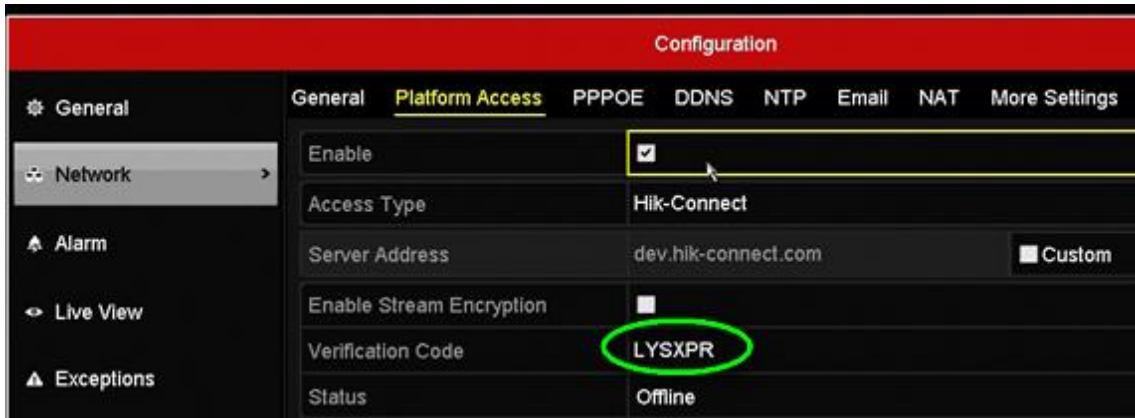 Configuration
General
Network
Alarm
Live View
Exceptions
General Platform Access PPPOE DDNS NTP Email NAT More Settings
Enable
Access Type Hik-Connect
Server Address dev.hik-connect.com Custom
Enable Stream Encryption
Verification Code LYSXPR
Status Offline